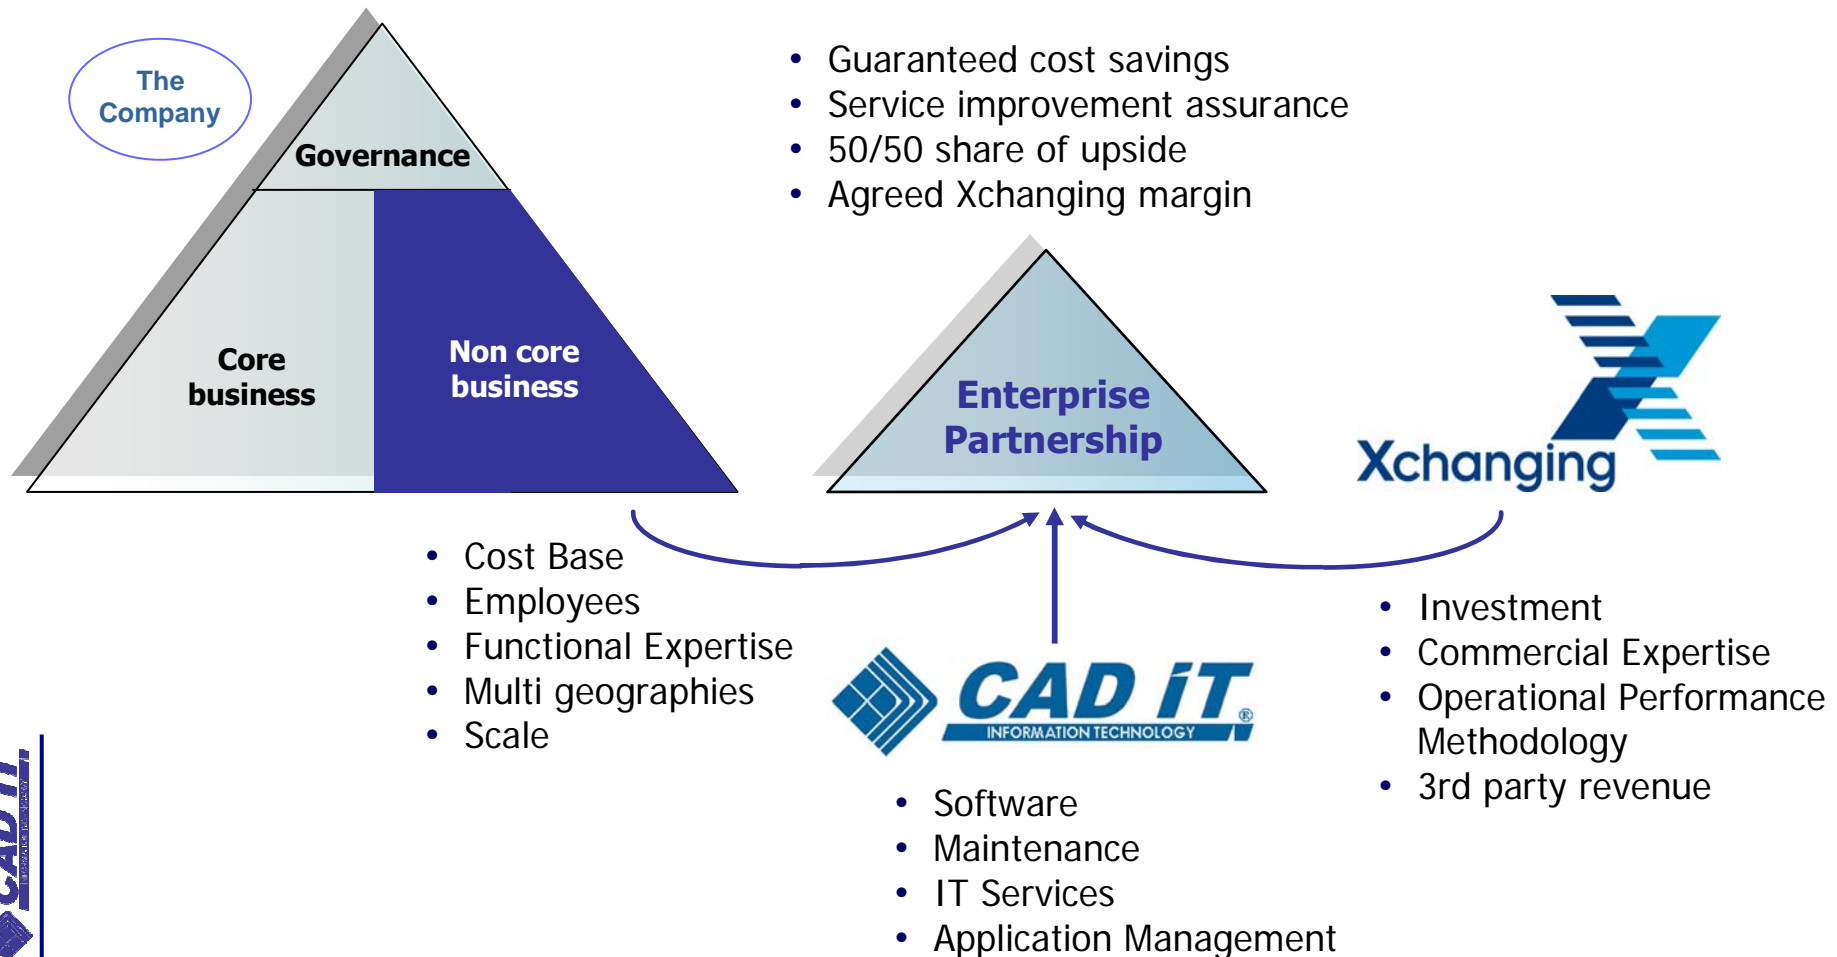 The
Company
Governance
Core
business
Non core
business
• Guaranteed cost savings
• Service improvement assurance
• 50/50 share of upside
• Agreed Xchanging margin
Enterprise
Partnership
Xchanging
• Cost Base
• Employees
• Functional Expertise
• Multi geographies
• Scale
CAD iT®
INFORMATION TECHNOLOGY
• Software
• Maintenance
• IT Services
• Application Management
• Investment
• Commercial Expertise
• Operational Performance
Methodology
• 3rd party revenue
CAD iT